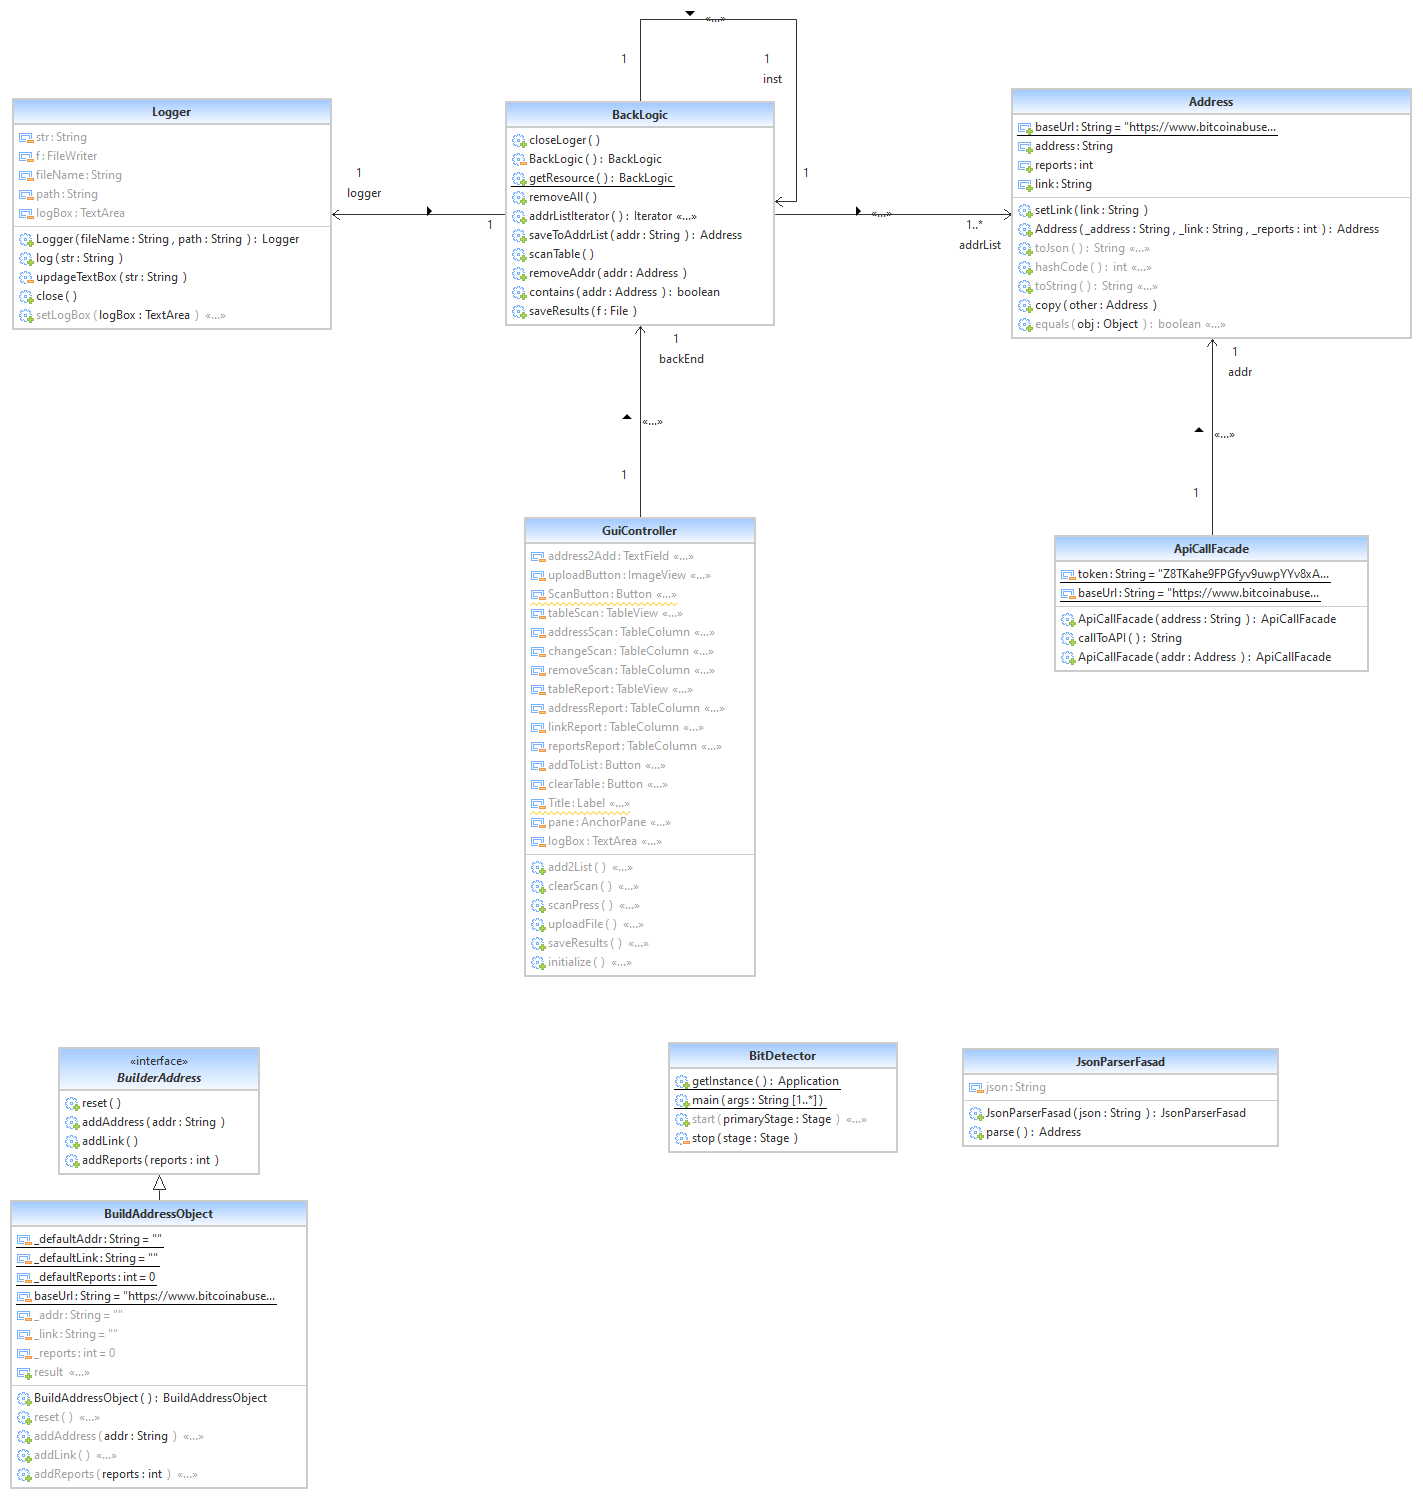 «...»
1
1
inst
1
Logger
str : String
f : FileWriter
fileName : String
path : String
logBox : TextArea
Logger ( fileName : String , path : String ) : Logger
log ( str : String )
updageTextBox ( str : String )
close ( )
setLogBox ( logBox : TextArea ) «...»
1
logger
1
BackLogic
closeLoger ( )
BackLogic ( ) : BackLogic
getResource ( ) : BackLogic
removeAll ( )
addrListIterator ( ) : Iterator «...»
saveToAddrList ( addr : String ) : Address
scanTable ( )
removeAddr ( addr : Address )
contains ( addr : Address ) : boolean
saveResults ( f : File )
«...»
1..*
addrList
Address
baseUrl : String = "https://www.bitcoinabuse...
address : String
reports : int
link : String
setLink ( link : String )
Address ( _address : String , _link : String , _reports : int ) : Address
toJson ( ) : String «...»
hashCode ( ) : int «...»
toString ( ) : String «...»
copy ( other : Address )
equals ( obj : Object ) : boolean «...»
1
backEnd
«...»
1
1
addr
«...»
1
GuiController
address2Add : TextField «...»
uploadButton : ImageView «...»
ScanButton : Button «...»
tableScan : TableView «...»
addressScan : TableColumn «...»
changeScan : TableColumn «...»
removeScan : TableColumn «...»
tableReport : TableView «...»
addressReport : TableColumn «...»
linkReport : TableColumn «...»
reportsReport : TableColumn «...»
addToList : Button «...»
clearTable : Button «...»
Title : Label «...»
pane : AnchorPane «...»
logBox : TextArea «...»
add2List ( ) «...»
clearScan ( ) «...»
scanPress ( ) «...»
uploadFile ( ) «...»
saveResults ( ) «...»
initialize ( ) «...»
ApiCallFacade
token : String = "Z8TKahe9FPGfyv9uwpYYv8xA...
baseUrl : String = "https://www.bitcoinabuse...
ApiCallFacade ( address : String ) : ApiCallFacade
callToAPI ( ) : String
ApiCallFacade ( addr : Address ) : ApiCallFacade
«interface»
BuilderAddress
reset ( )
addAddress ( addr : String )
addLink ( )
addReports ( reports : int )
BitDetector
getInstance ( ) : Application
main ( args : String [1..*] )
start ( primaryStage : Stage ) «...»
stop ( stage : Stage )
JsonParserFasad
json : String
JsonParserFasad ( json : String ) : JsonParserFasad
parse ( ) : Address
BuildAddressObject
_defaultAddr : String = ""
_defaultLink : String = ""
_defaultReports : int = 0
baseUrl : String = "https://www.bitcoinabuse...
_addr : String = ""
_link : String = ""
_reports : int = 0
result «...»
BuildAddressObject ( ) : BuildAddressObject
reset ( ) «...»
addAddress ( addr : String ) «...»
addLink ( ) «...»
addReports ( reports : int ) «...»